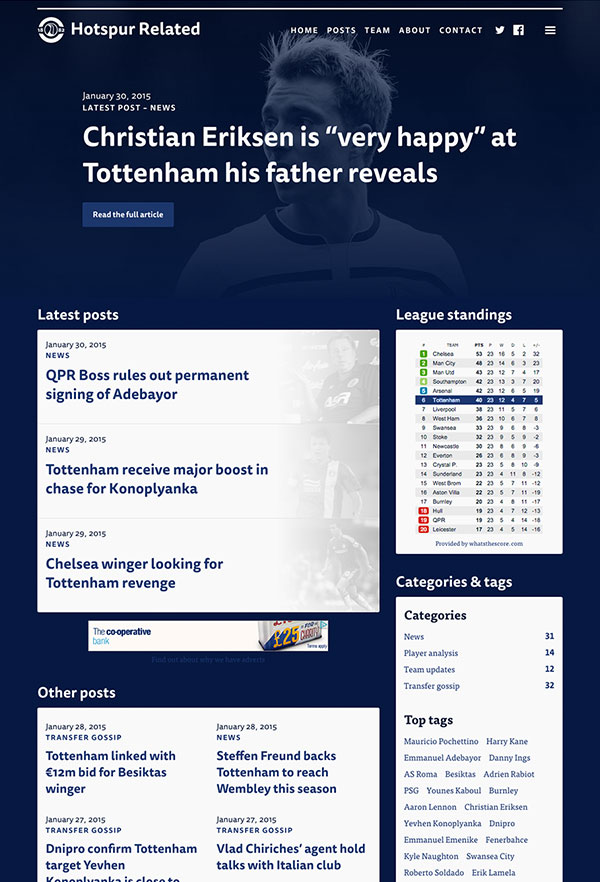 18 82
Hotspur Related
HOME POSTS TEAM ABOUT CONTACT
January 30, 2015
LATEST POST – NEWS
Christian Eriksen is “very happy” at
Tottenham his father reveals
Read the full article
Latest posts
January 30, 2015
NEWS
QPR Boss rules out permanent
signing of Adebayor
January 29, 2015
NEWS
Tottenham receive major boost in
chase for Konoplyanka
January 29, 2015
NEWS
Chelsea winger looking for
Tottenham revenge
The co-operative
bank
£25
Terms apply
Find out about why we have adverts
Other posts
January 28, 2015
TRANSFER GOSSIP
Tottenham linked with
€12m bid for Besiktas
winger
January 28, 2015
NEWS
Steffen Freund backs
Tottenham to reach
Wembley this season
January 27, 2015
TRANSFER GOSSIP
Dnipro confirm Tottenham
target Yevhen
Konoplyanka is close to
January 27, 2015
TRANSFER GOSSIP
Vlad Chiriches’ agent hold
talks with Italian club
League standings
# TEAM PTS P W D L +/-
1 Chelsea 53 23 16 5 2 32
2 Man City 48 23 14 6 3 23
3 Man Utd 43 23 12 7 4 17
4 Southampton 42 23 13 3 7 20
5 Arsenal 42 23 12 6 5 19
6 Tottenham 40 23 12 4 7 5
7 Liverpool 38 23 11 5 7 6
8 West Ham 36 23 10 6 7 8
9 Swansea 33 23 9 6 8 -3
10 Stoke 32 23 9 5 9 -2
11 Newcastle 30 23 8 6 9 -6
12 Everton 26 23 6 8 9 -3
13 Crystal P. 23 23 5 8 10 -9
14 Sunderland 23 23 4 11 8 -12
15 West Brom 22 23 5 7 11 -12
16 Aston Villa 22 23 5 7 11 -19
17 Burnley 20 23 4 8 11 -17
18 Hull 19 23 4 7 12 -13
19 QPR 19 23 5 4 14 -18
20 Leicester 17 23 4 5 14 -16
Provided by whatsthescore.com
Categories & tags
Categories
News 31
Player analysis 14
Team updates 12
Transfer gossip 32
Top tags
Mauricio Pochettino Harry Kane
Emmanuel Adebayor Danny Ings
AS Roma Besiktas Adrien Rabiot
PSG Younes Kaboul Burnley
Aaron Lennon Christian Eriksen
Yevhen Konoplyanka Dnipro
Emmanuel Emenike Fenerbahce
Kyle Naughton Swansea City
Roberto Soldado Erik Lamela